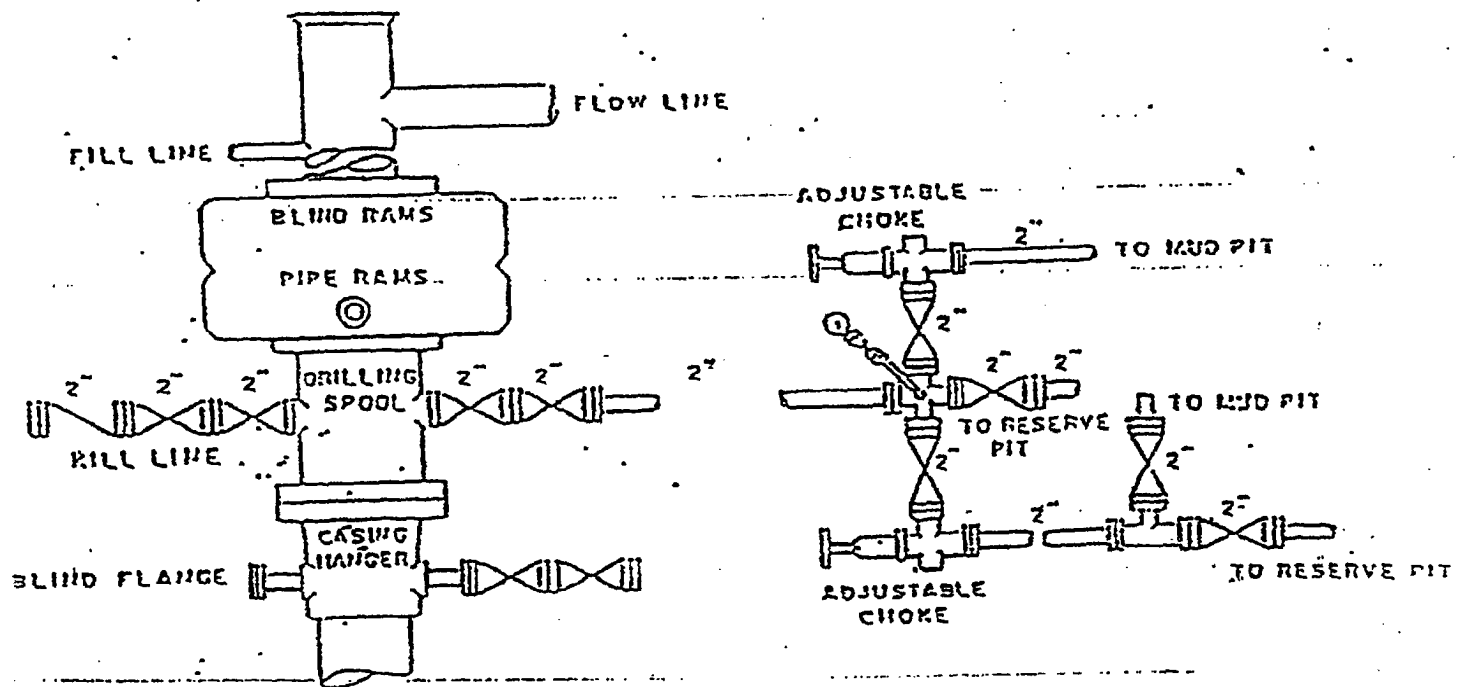 FLOW LINE
FILL LINE
BLIND RAMS
PIPE RAMS
DRILLING
SPOOL
2"
2"
2"
2"
2"
2"
KILL LINE
CASING
HANGER
BLIND FLANGE
ADJUSTABLE
CHOKE
2"
TO MUD PIT
2"
2"
2"
TO RESERVE
PIT
TO MUD PIT
2"
2"
2"
2"
TO RESERVE PIT
ADJUSTABLE
CHOKE